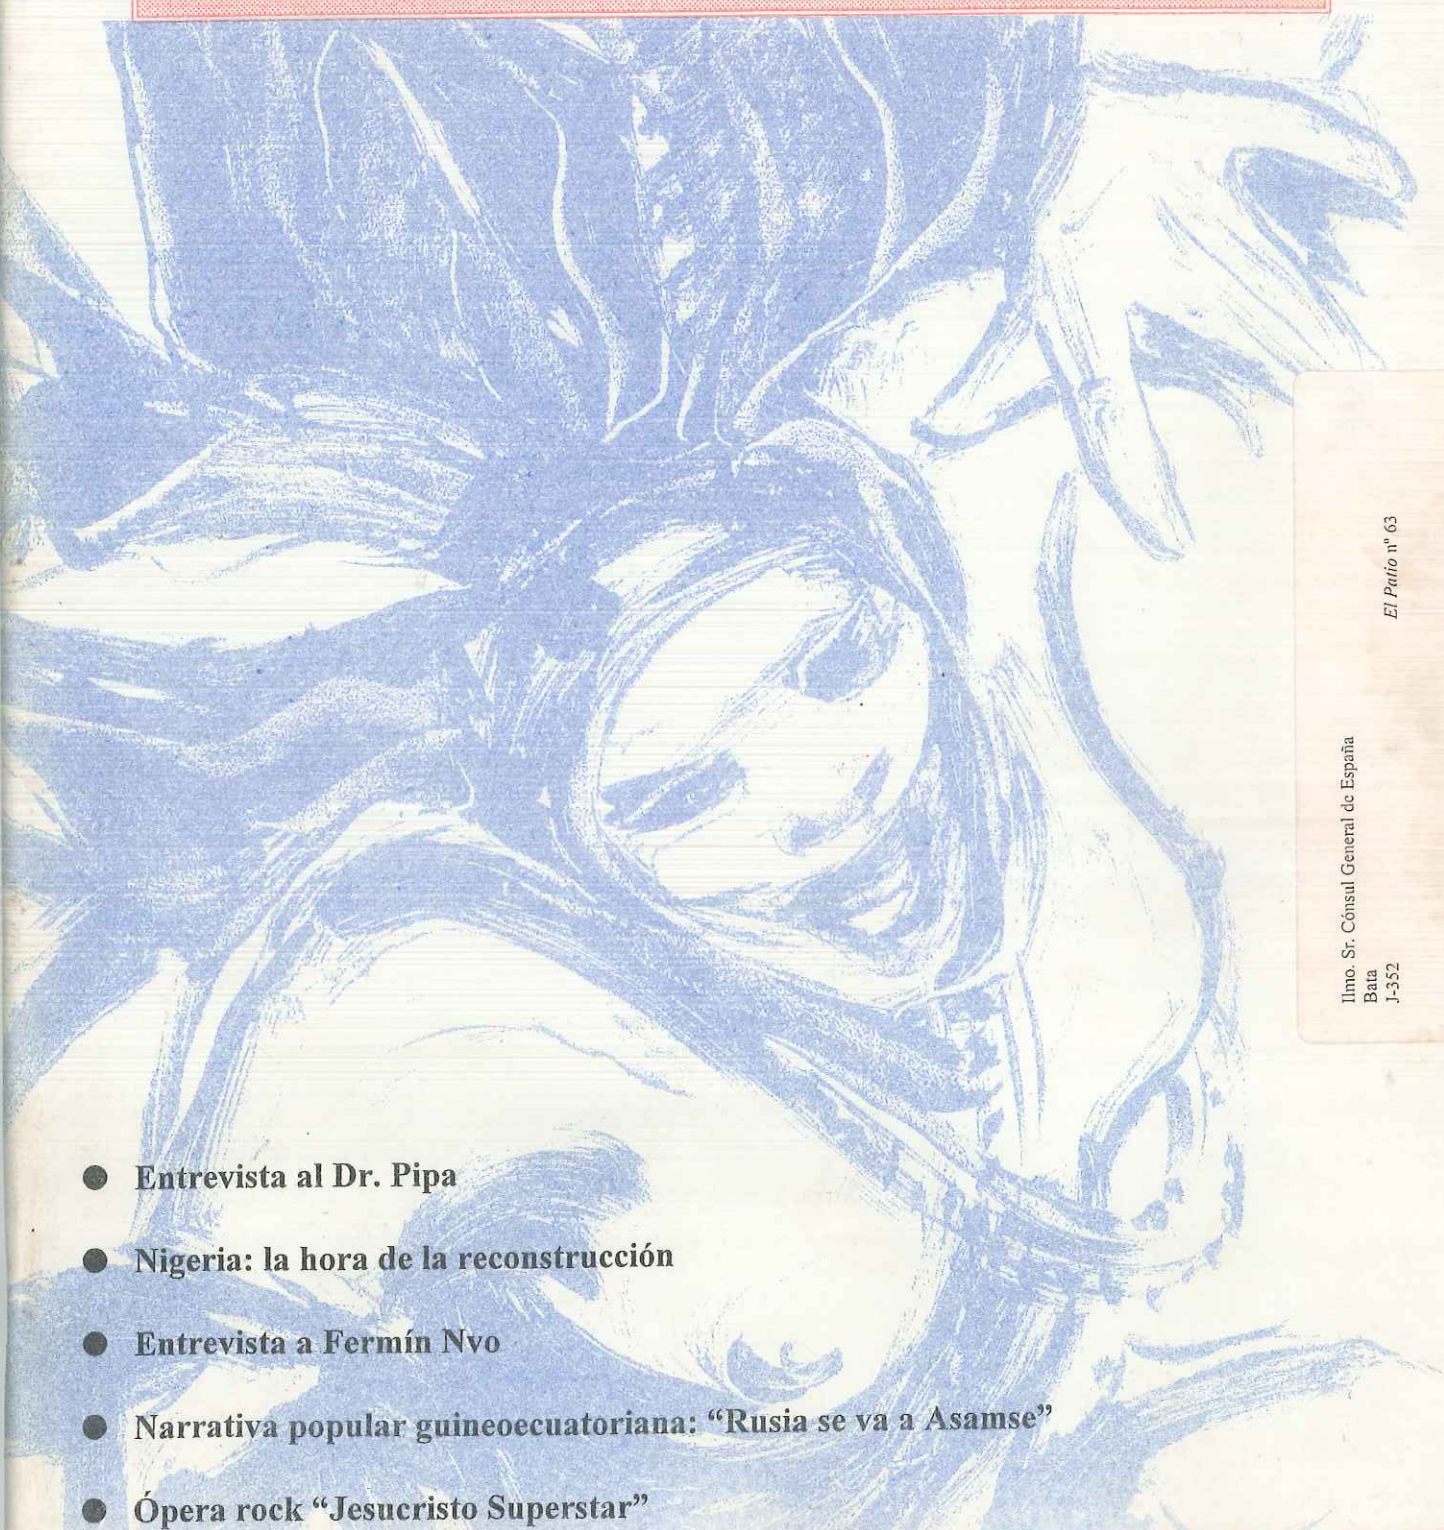 ● Entrevista al Dr. Pipa
● Nigeria: la hora de la reconstrucción
● Entrevista a Fermín Nvo
● Narrativa popular guineoecuatoriana: “Rusia se va a Asamse”
● Ópera rock “Jesucristo Superstar”
Ilmo. Sr. Cónsul General de España
Bata
J-352
El Patio nº 63